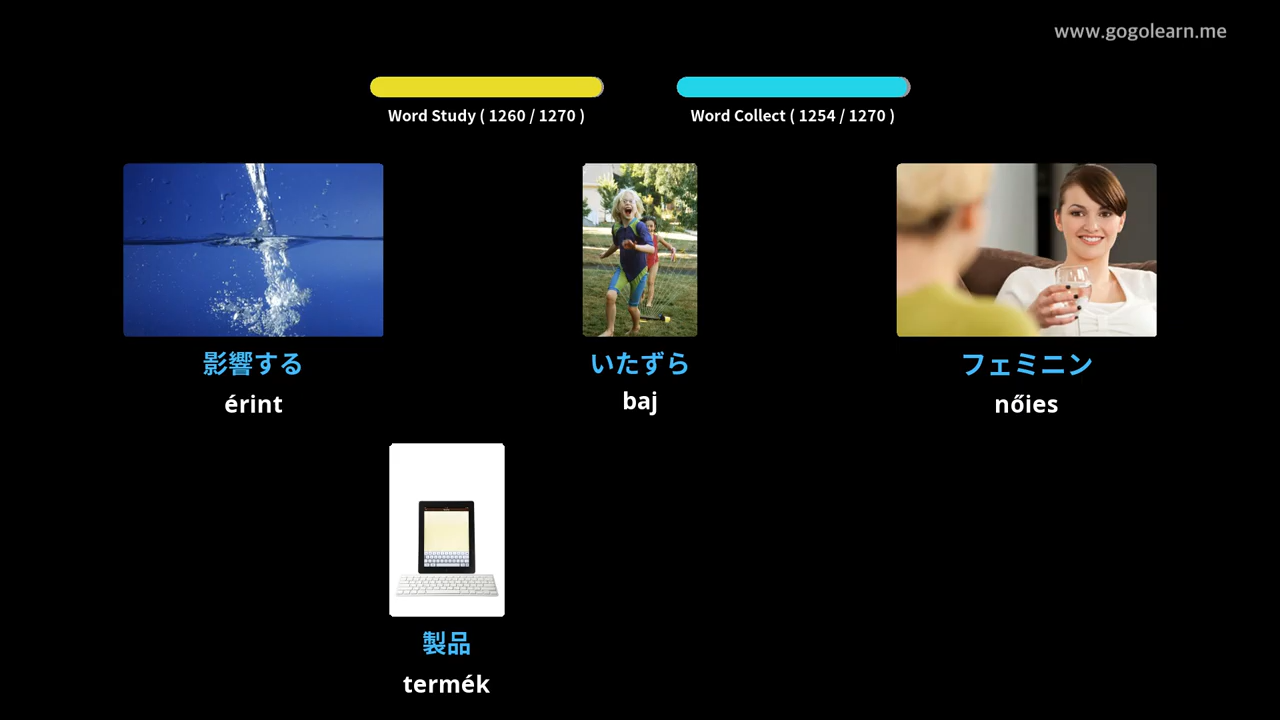 www.gogolearn.me
Word Study ( 1260 / 1270 )
Word Collect ( 1254 / 1270 )
影響する
érint
いたずら
baj
フェミニン
nőies
製品
termék